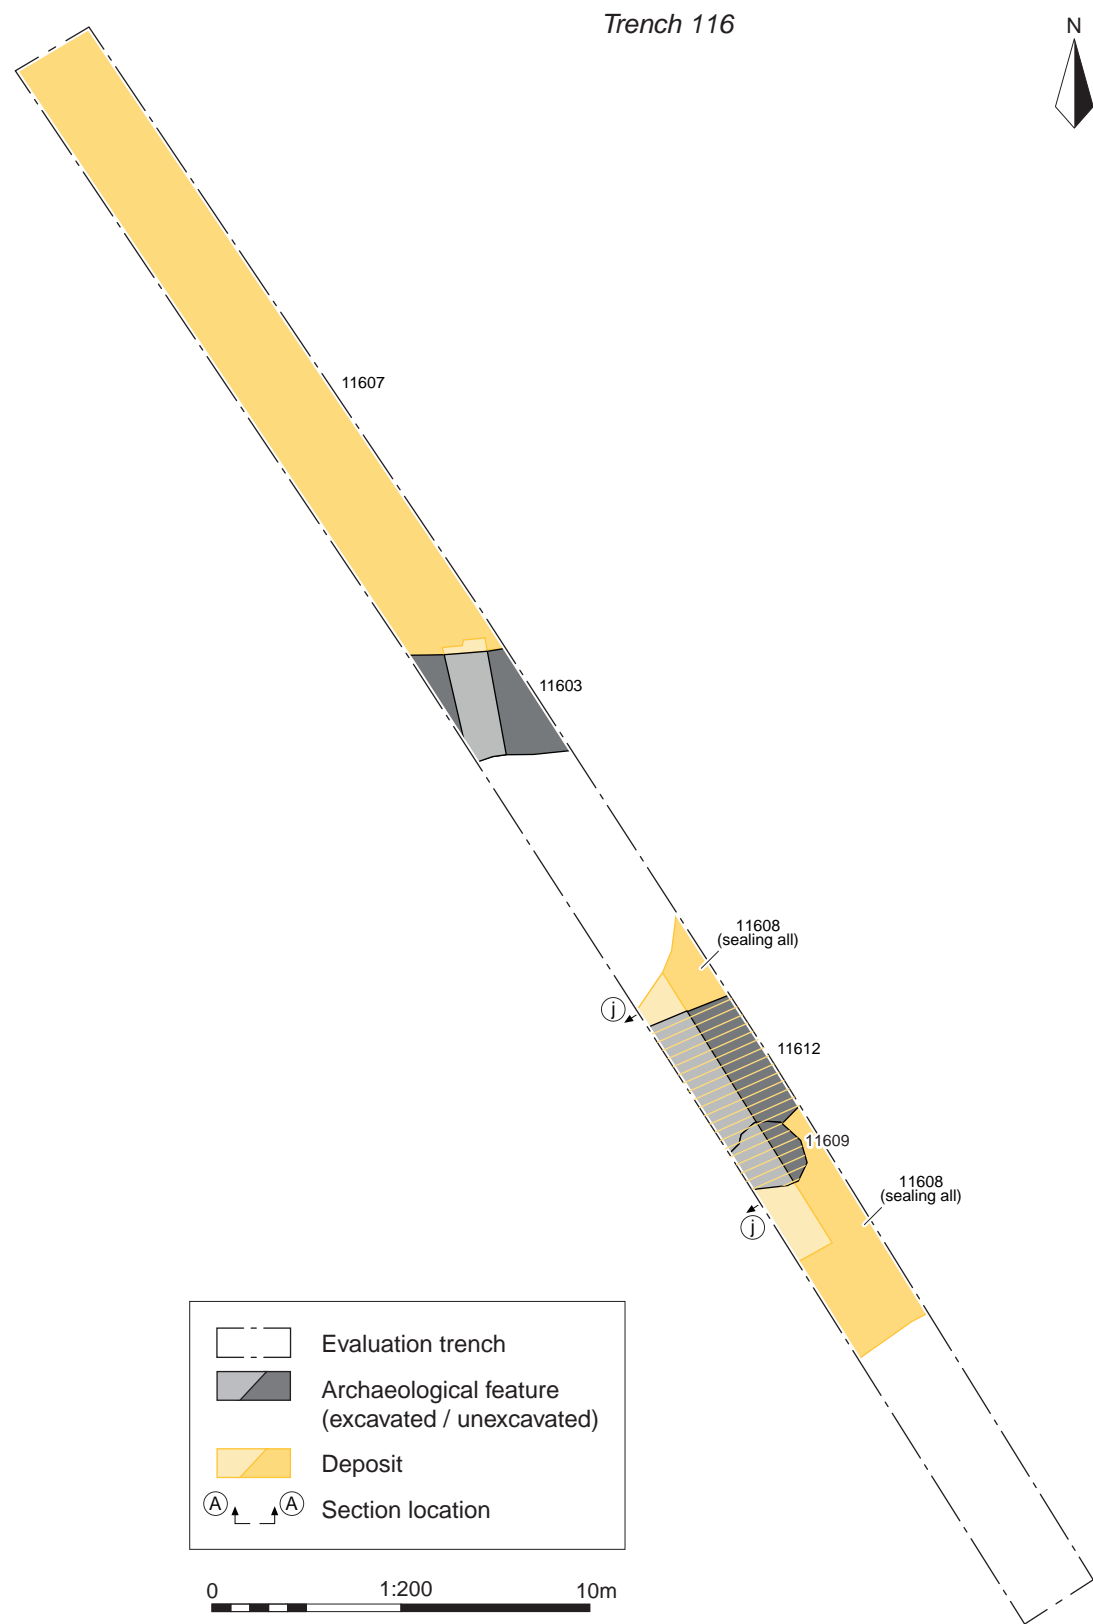 Trench 116
N
11607
11603
11608
(sealing all)
j
11612
11609
11608
(sealing all)
j
Evaluation trench
Archaeological feature
(excavated / unexcavated)
Deposit
A A
Section location
0 1:200 10m